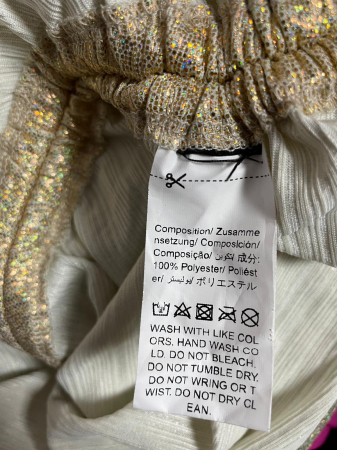 Composition/ Zusamme
nsetzung/ Composición/
Composição/ تكوين/ 成分:
100% Polyester/ Poliést
er/ بوليستر/ ポリエステル
WASH WITH LIKE COL
ORS. HAND WASH CO
LD. DO NOT BLEACH.
DO NOT TUMBLE DRY.
DO NOT WRING OR T
WIST. DO NOT DRY CL
EAN.